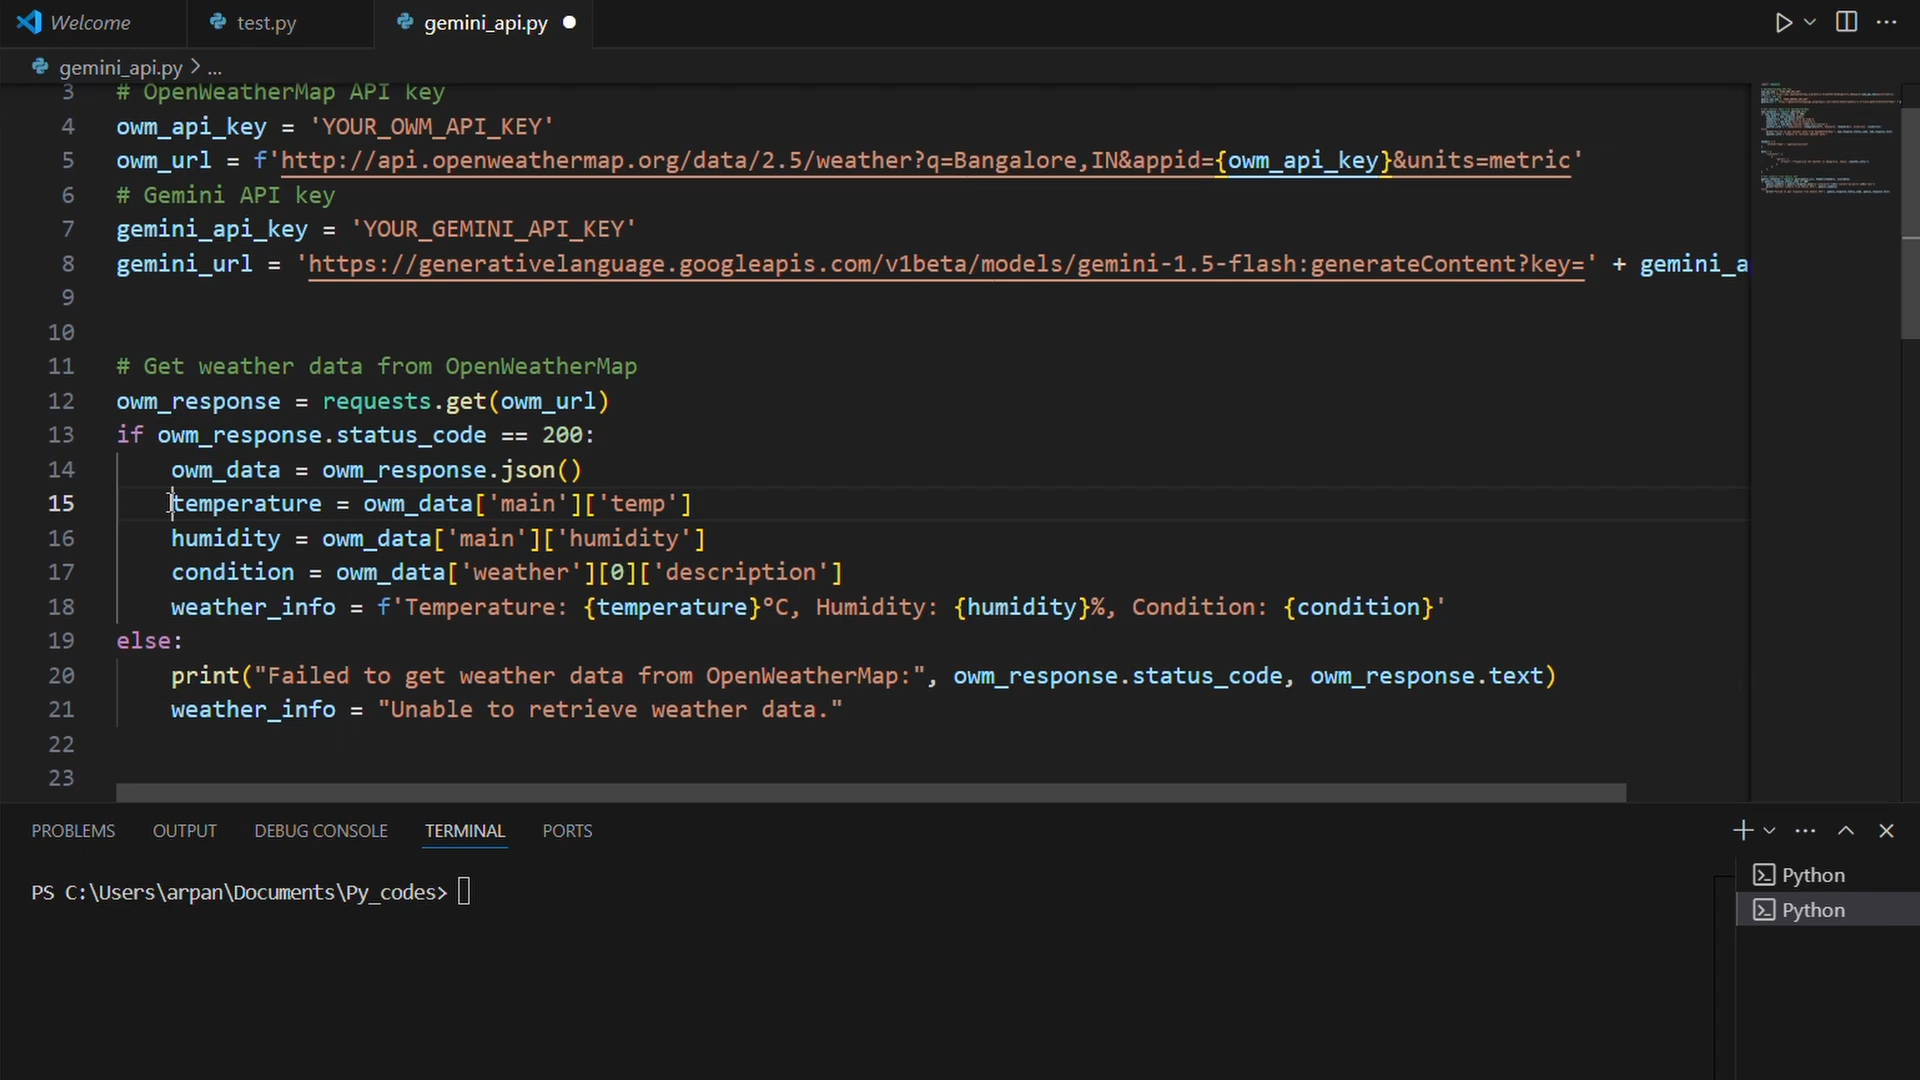 Welcome
test.py
gemini_api.py
gemini_api.py > ...
3 # OpenWeatherMap API key
4 owm_api_key = 'YOUR_OWM_API_KEY'
5 owm_url = f'http://api.openweathermap.org/data/2.5/weather?q=Bangalore,IN&appid={owm_api_key}&units=metric'
6 # Gemini API key
7 gemini_api_key = 'YOUR_GEMINI_API_KEY'
8 gemini_url = 'https://generativelanguage.googleapis.com/v1beta/models/gemini-1.5-flash:generateContent?key=' + gemini_a
9
10
11 # Get weather data from OpenWeatherMap
12 owm_response = requests.get(owm_url)
13 if owm_response.status_code == 200:
14     owm_data = owm_response.json()
15     temperature = owm_data['main']['temp']
16     humidity = owm_data['main']['humidity']
17     condition = owm_data['weather'][0]['description']
18     weather_info = f'Temperature: {temperature}°C, Humidity: {humidity}%, Condition: {condition}'
19 else:
20     print("Failed to get weather data from OpenWeatherMap:", owm_response.status_code, owm_response.text)
21     weather_info = "Unable to retrieve weather data."
22
23
PROBLEMS OUTPUT DEBUG CONSOLE TERMINAL PORTS
PS C:\Users\arpan\Documents\Py_codes>
Python
Python